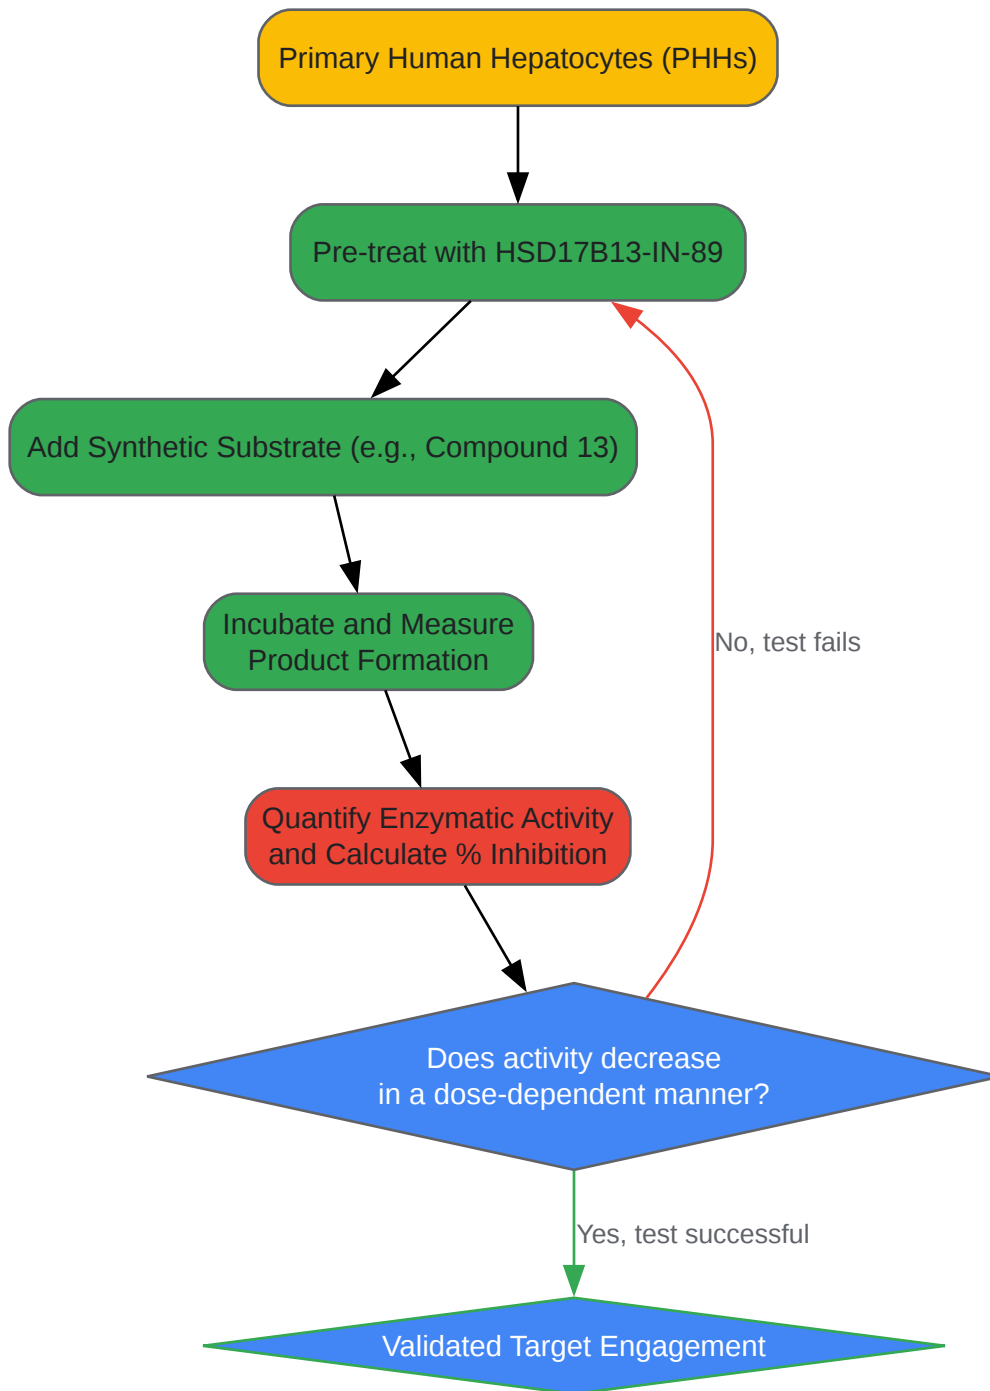 Primary Human Hepatocytes (PHHs)
Pre-treat with HSD17B13-IN-89
Add Synthetic Substrate (e.g., Compound 13)
Incubate and Measure
Product Formation
No, test fails
Quantify Enzymatic Activity
and Calculate % Inhibition
Does activity decrease
in a dose-dependent manner?
Yes, test successful
Validated Target Engagement